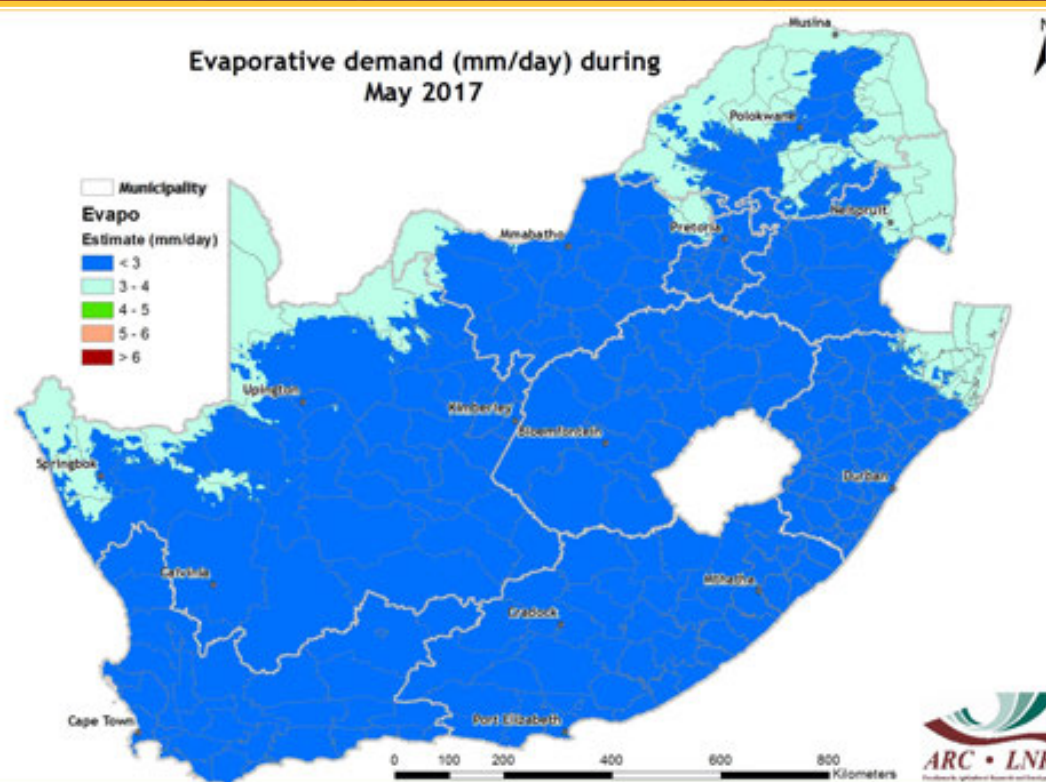 Evaporative demand (mm/day) during
May 2017
N
Musina
Polokwane
Municipality
Evapo
Estimate (mm/day)
< 3
3 - 4
4 - 5
5 - 6
> 6
Mmabatho
Pretoria
Nelspruit
Upington
Kimberley
Bloemfontein
Springbok
Durban
Calvinia
Mthatha
Cradock
Cape Town
Port Elizabeth
0 100 200 400 600 800
Kilometers
ARC • LNR